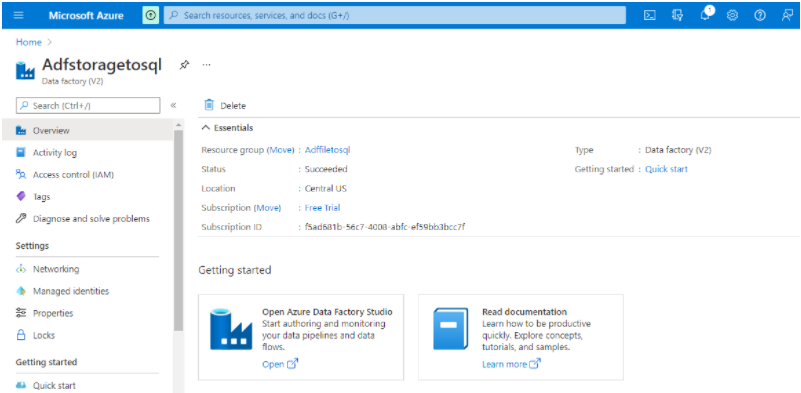 Microsoft Azure
Search resources, services, and docs (G+/)
1
Home >
Adfstoragetosql
...
Data factory (V2)
Search (Ctrl+/)
«
Delete
Overview
Activity log
Access control (IAM)
Tags
Diagnose and solve problems
Settings
Networking
Managed identities
Properties
Locks
Getting started
Quick start
Essentials
Resource group (Move) : Adffiletosql
Status : Succeeded
Location : Central US
Subscription (Move) : Free Trial
Subscription ID : f5ad681b-56c7-4008-abfc-ef59bb3bcc7f
Type : Data factory (V2)
Getting started : Quick start
Getting started
Open Azure Data Factory Studio
Start authoring and monitoring
your data pipelines and data
flows.
Open
Read documentation
Learn how to be productive
quickly. Explore concepts,
tutorials, and samples.
Learn more